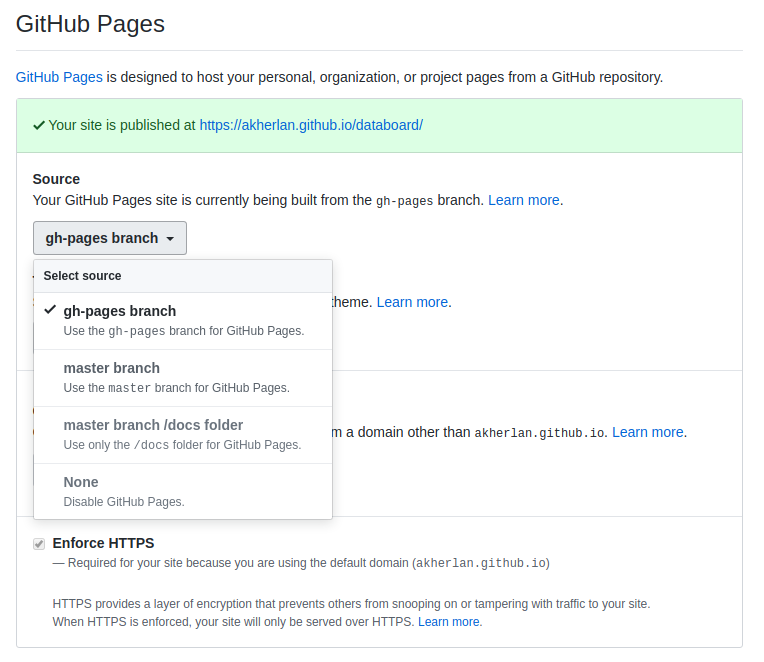 GitHub Pages
GitHub Pages is designed to host your personal, organization, or project pages from a GitHub repository.
Your site is published at https://akherlan.github.io/databoard/
Source
Your GitHub Pages site is currently being built from the gh-pages branch. Learn more.
gh-pages branch
Select source
theme. Learn more.
gh-pages branch
Use the gh-pages branch for GitHub Pages.
master branch
Use the master branch for GitHub Pages.
master branch /docs folder
m a domain other than akherlan.github.io. Learn more.
Use only the /docs folder for GitHub Pages.
None
Disable GitHub Pages.
Enforce HTTPS
— Required for your site because you are using the default domain (akherlan.github.io)
HTTPS provides a layer of encryption that prevents others from snooping on or tampering with traffic to your site.
When HTTPS is enforced, your site will only be served over HTTPS. Learn more.